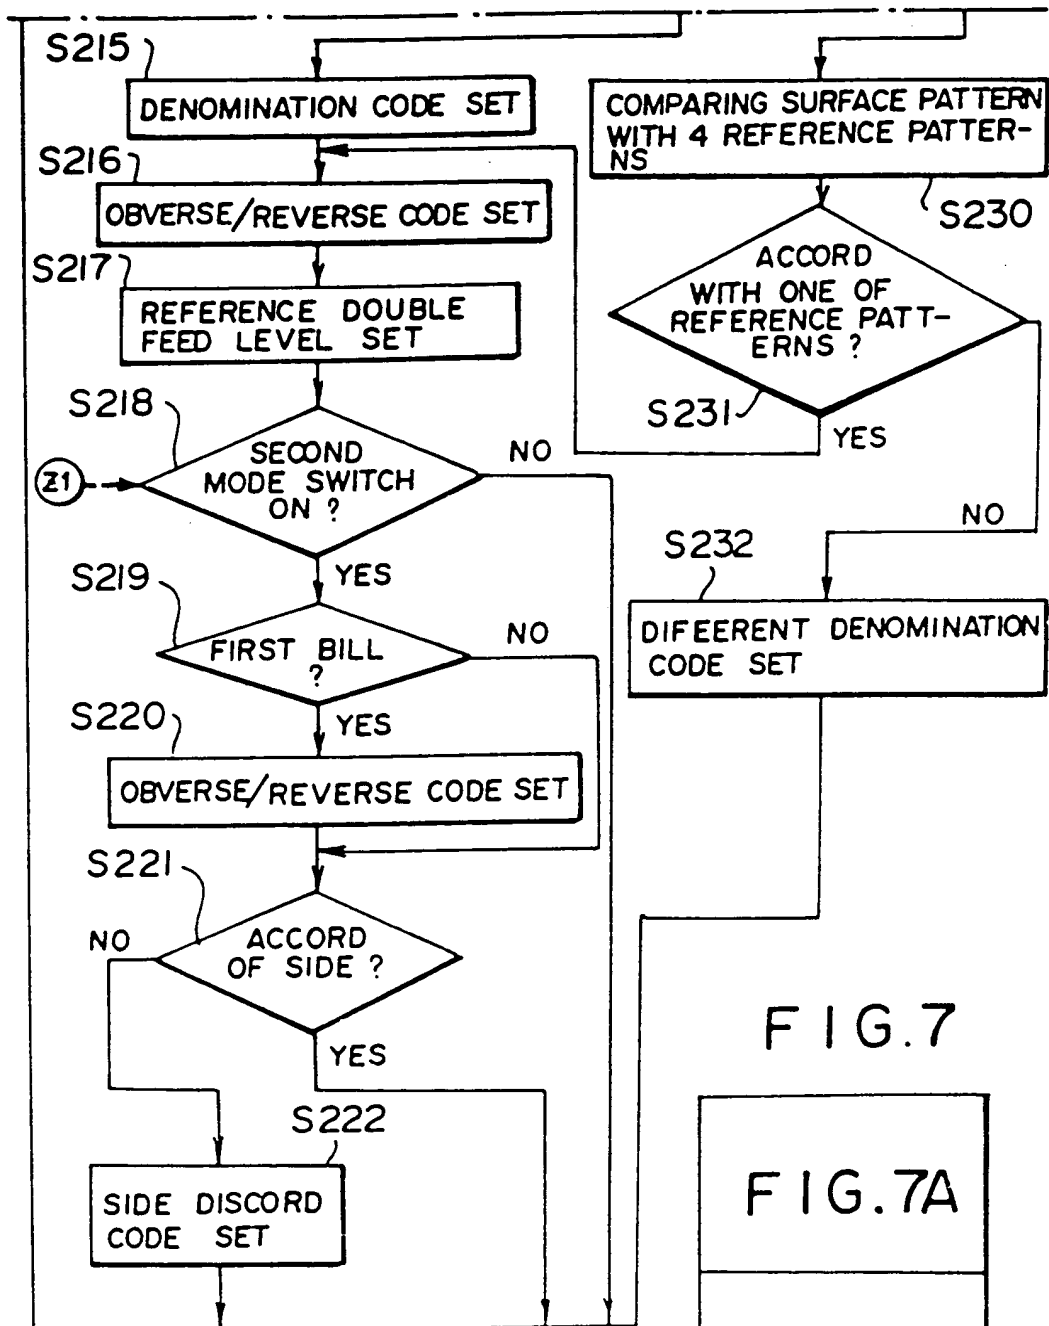 S215
DENOMINATION CODE SET
S216
OBVERSE/REVERSE CODE SET
S217
REFERENCE DOUBLE
FEED LEVEL SET
S218
SECOND
MODE SWITCH
ON ?
NO
Z1
YES
S219
FIRST BILL
?
NO
YES
S220
OBVERSE/REVERSE CODE SET
S221
ACCORD
OF SIDE ?
NO
YES
S222
SIDE DISCORD
CODE SET
COMPARING SURFACE PATTERN
WITH 4 REFERENCE PATTER-
NS
S230
ACCORD
WITH ONE OF
REFERENCE PATT-
ERNS ?
S231
YES
NO
S232
DIFEERENT DENOMINATION
CODE SET
FIG.7
FIG.7A